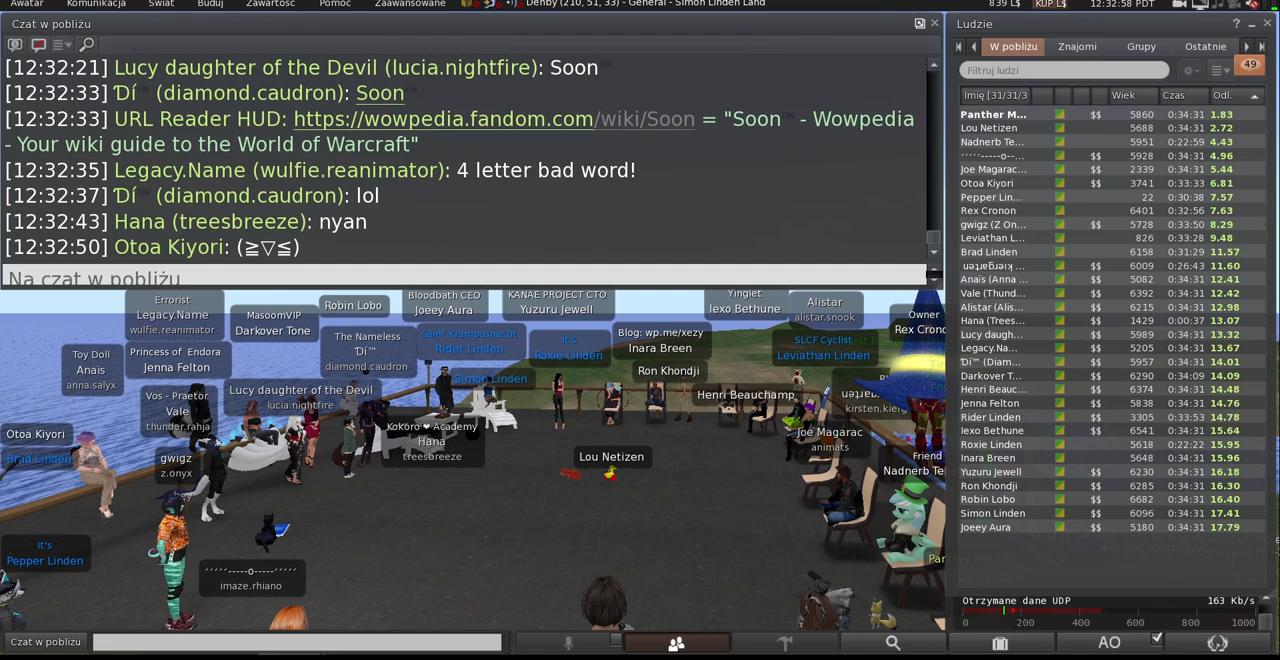 Awatar Komunikacja Świat Buduj Zawartość Pomoc Zaawansowane Denby (210, 51, 33) - General - Simon Linden Land 839 L$ KUP L$ 12:32:58 PDT
Czat w pobliżu
[12:32:21] Lucy daughter of the Devil (lucia.nightfire): Soon
[12:32:33] Ɗí (diamond.caudron): Soon
[12:32:33] URL Reader HUD: https://wowpedia.fandom.com/wiki/Soon = "Soon - Wowpedia
- Your wiki guide to the World of Warcraft"
[12:32:35] Legacy.Name (wulfie.reanimator): 4 letter bad word!
[12:32:37] Ɗí (diamond.caudron): lol
[12:32:43] Hana (treesbreeze): nyan
[12:32:50] Otoa Kiyori: (≧▽≦)
Na czat w pobliżu
Errorist
Legacy.Name
wulfie.reanimator
MasoomVIP
Darkover Tone
Robin Lobo
Bloodbath CEO
Joeey Aura
KANAE PROJECT CTO
Yuzuru Jewell
Yinglet
Iexo Bethune
Alistar
alistar.snook
Owner
Rex Crono
Toy Doll
Anaïs
anna.salyx
Princess of Endora
Jenna Felton
The Nameless
Ɗí™
diamond.caudron
Saint Krampusnacht
Rider Linden
It's
Roxie Linden
Blog: wp.me/xezy
Inara Breen
SLCF Cyclist
Leviathan Linden
Ron Khondji
Simon Linden
Vos - Praetor
Vale
thunder.rahja
Lucy daughter of the Devil
lucia.nightfire
Henri Beauchamp
kirsten.kierg
Otoa Kiyori
Brad Linden
Kokoro ❤ Academy
Hana
treesbreeze
Joe Magarac
animats
gwigz
z.onyx
Lou Netizen
Friend
Nadnerb Te
It's
Pepper Linden
′′′′′-----o-----′′′′′
imaze.rhiano
Czat w pobliżu
Ludzie
W pobliżu Znajomi Grupy Ostatnie
Filtruj ludzi
49
Imię [31/31/3 Wiek Czas Odl.
Panther M... $$ 5860 0:34:31 1.83
Lou Netizen 5688 0:34:31 2.72
Nadnerb Te... 5951 0:22:59 4.43
′′′′′-----o--... $$ 5928 0:34:31 4.96
Joe Magarac... $$ 2339 0:34:31 5.44
Otoa Kiyori $$ 3741 0:33:33 6.81
Pepper Lin... 22 0:30:38 7.57
Rex Cronon 6401 0:32:56 7.63
gwigz (Z On... $$ 5728 0:33:50 8.29
Leviathan L... 826 0:33:28 9.48
Brad Linden 6158 0:31:29 11.57
$$ 6009 0:26:43 11.60
Anaïs (Anna ... $$ 5082 0:34:31 12.41
Vale (Thund... $$ 6392 0:34:31 12.42
Alistar (Alis... $$ 6215 0:34:31 12.98
Hana (Trees... $$ 1429 0:00:37 13.07
Lucy daugh... $$ 5989 0:34:31 13.32
Legacy.Na... $$ 5205 0:34:31 13.67
Ɗí™ (Diam... $$ 5957 0:34:31 14.01
Darkover T... $$ 6290 0:34:09 14.09
Henri Beauc... $$ 6374 0:34:31 14.48
Jenna Felton $$ 5838 0:34:31 14.76
Rider Linden $$ 3305 0:33:53 14.78
Iexo Bethune $$ 6541 0:34:31 15.64
Roxie Linden 5618 0:22:22 15.95
Inara Breen 5648 0:34:31 15.96
Yuzuru Jewell $$ 6230 0:34:31 16.18
Ron Khondji $$ 6285 0:34:31 16.30
Robin Lobo $$ 6682 0:34:31 16.40
Simon Linden $$ 6096 0:34:31 17.41
Joeey Aura $$ 5180 0:34:31 17.79
Otrzymane dane UDP 163 Kb/s
0 200 400 600 800 1000
AO